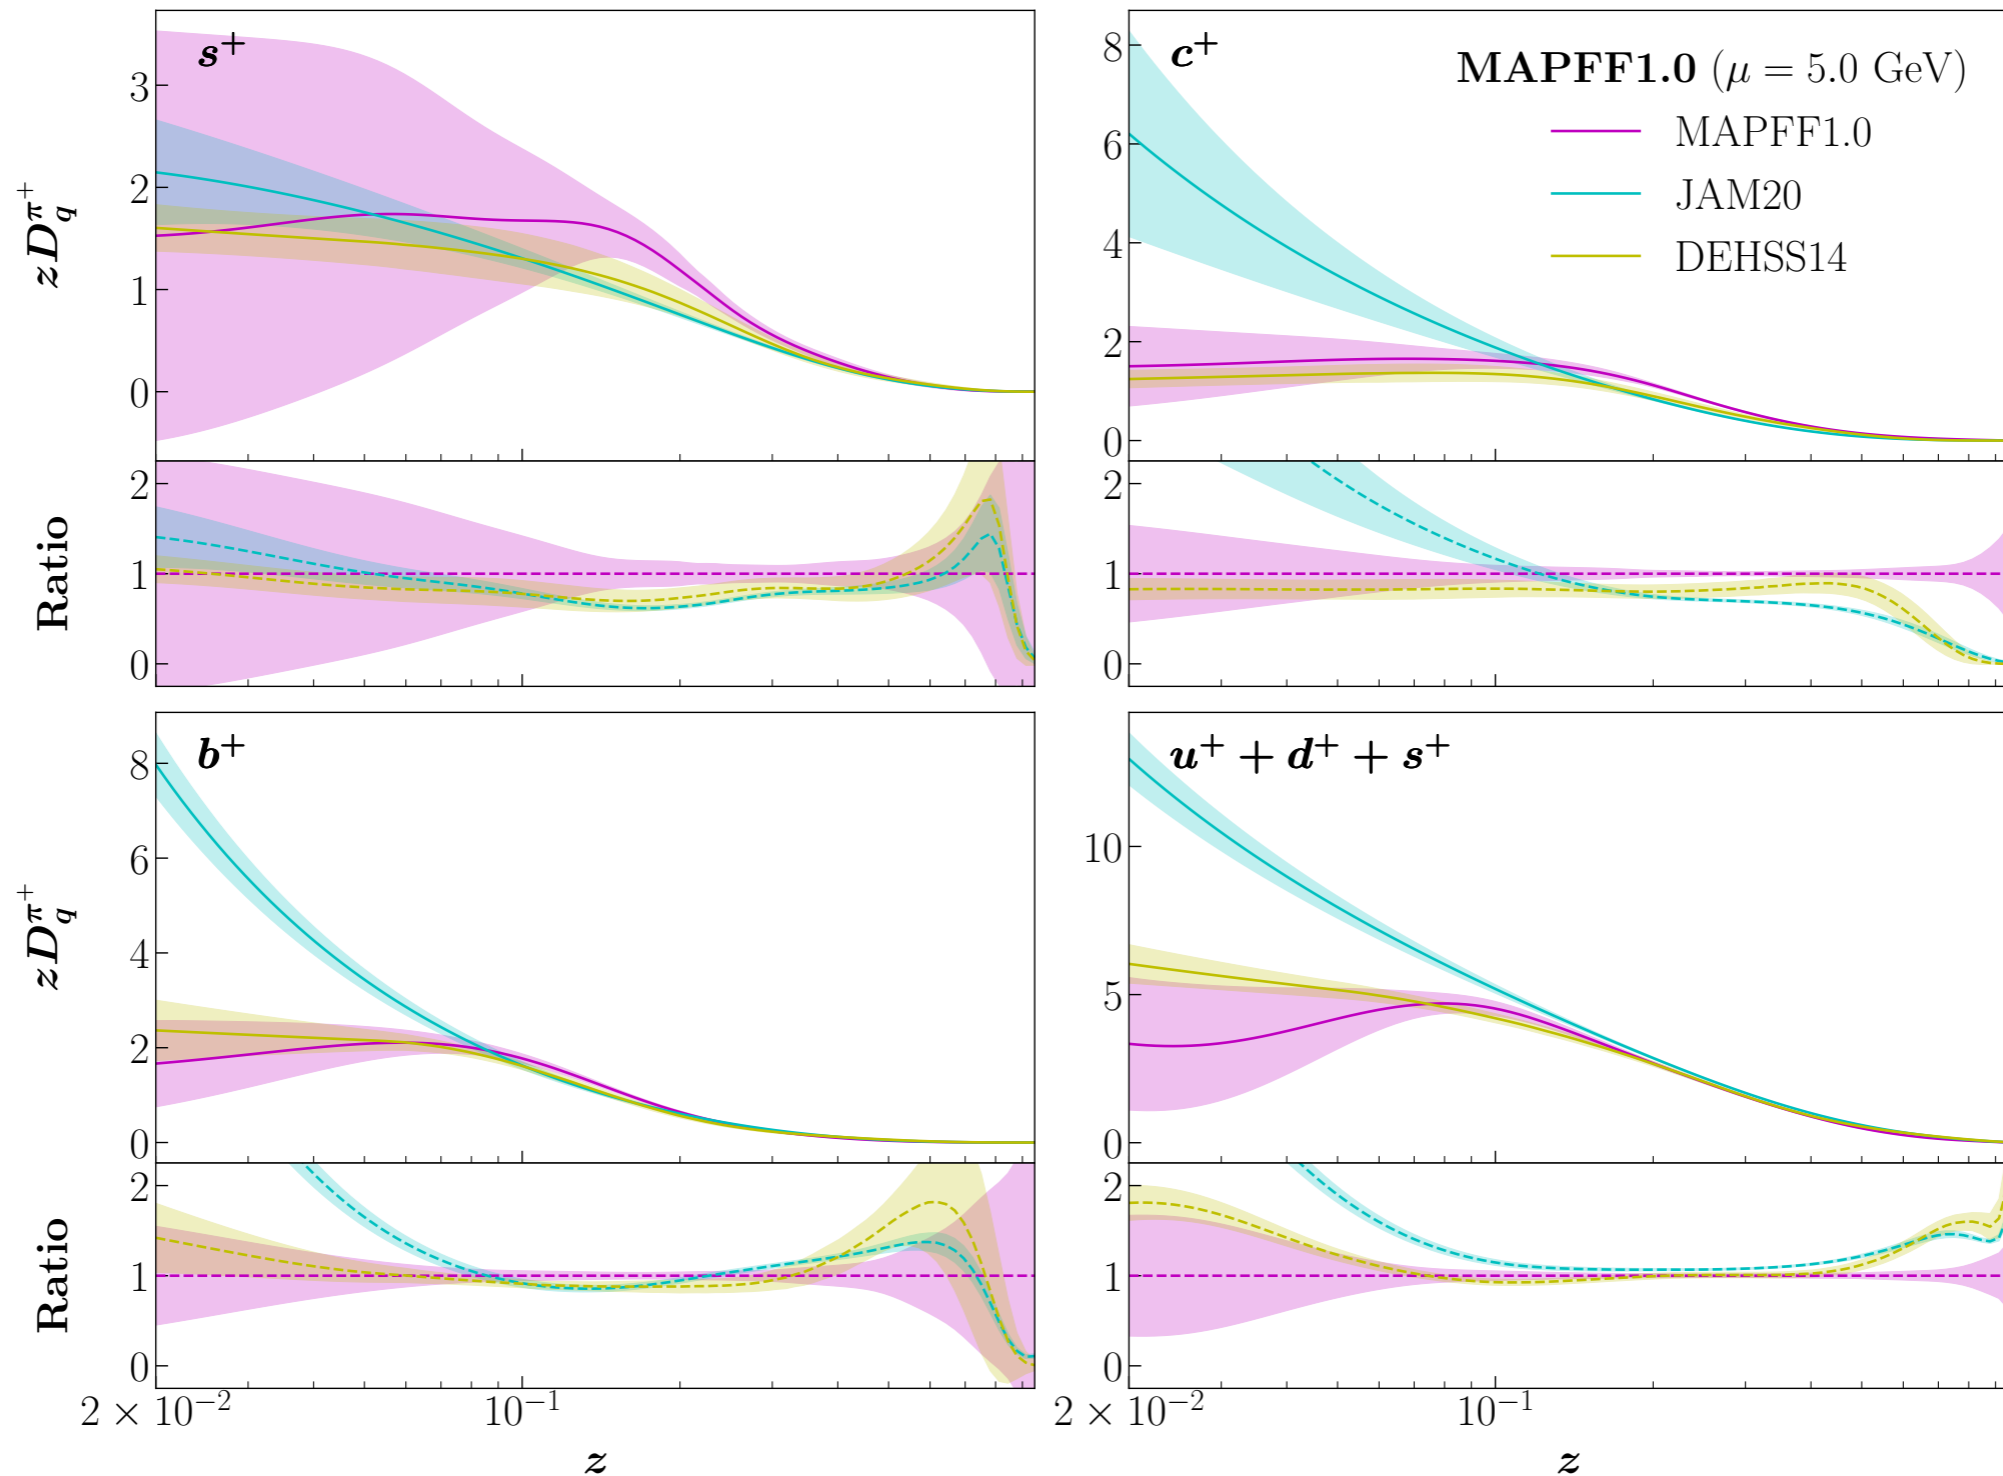 s⁺
3
2
1
0
zD_q^{π⁺}
2
1
0
Ratio
c⁺
MAPFF1.0 (μ = 5.0 GeV)
MAPFF1.0
JAM20
DEHSS14
8
6
4
2
0
2
1
0
b⁺
8
6
4
2
0
zD_q^{π⁺}
2
1
0
Ratio
2 × 10⁻²
10⁻¹
z
u⁺ + d⁺ + s⁺
10
5
0
2
1
0
2 × 10⁻²
10⁻¹
z